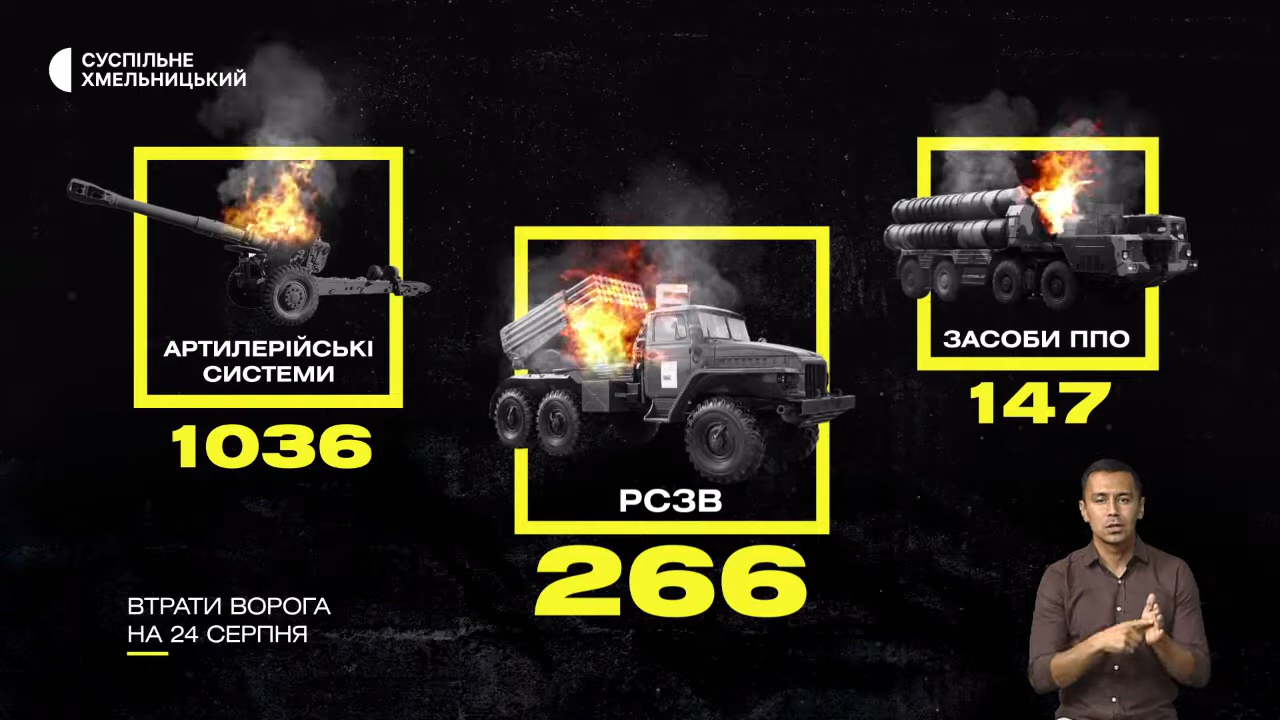 СУСПІЛЬНЕ
ХМЕЛЬНИЦЬКИЙ
АРТИЛЕРІЙСЬКІ
СИСТЕМИ
1036
РСЗВ
266
ЗАСОБИ ППО
147
ВТРАТИ ВОРОГА
НА 24 СЕРПНЯ